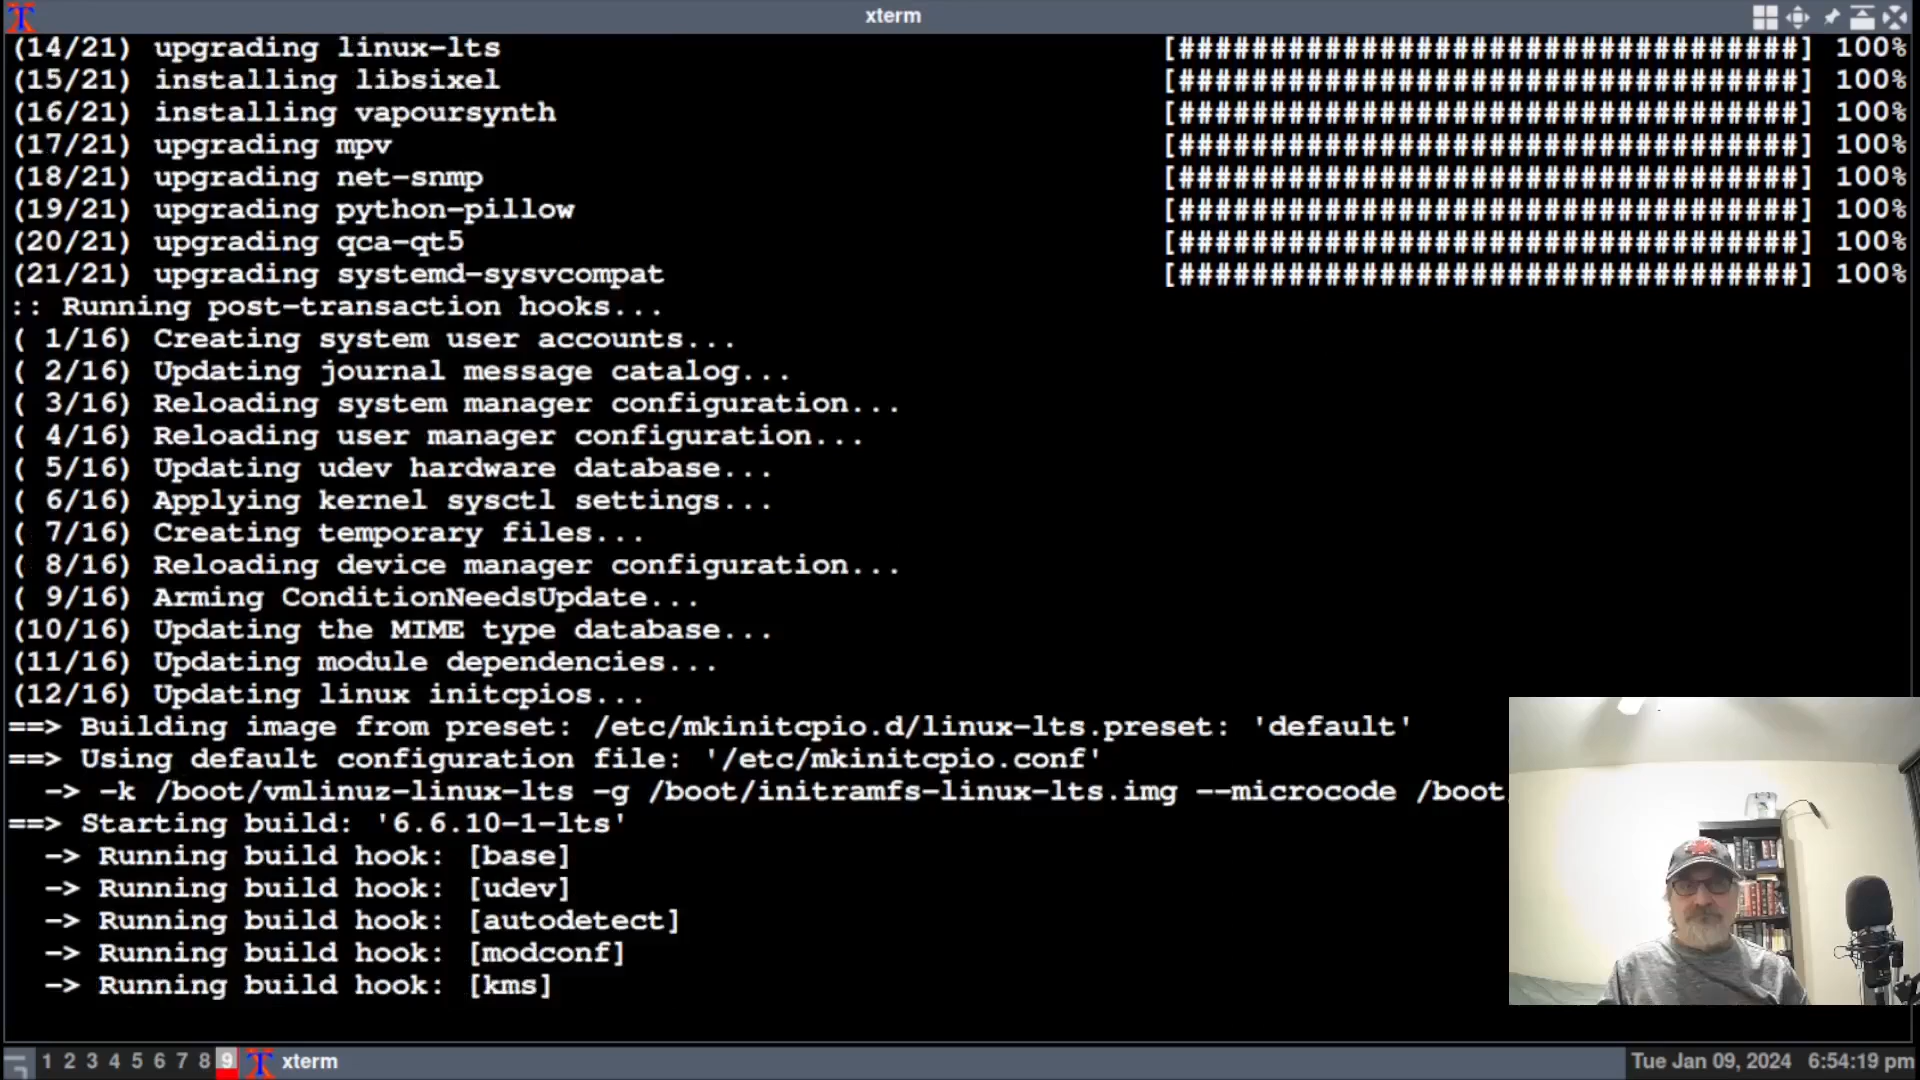 xterm
(14/21) upgrading linux-lts [##################################] 100%
(15/21) installing libsixel [##################################] 100%
(16/21) installing vapoursynth [##################################] 100%
(17/21) upgrading mpv [##################################] 100%
(18/21) upgrading net-snmp [##################################] 100%
(19/21) upgrading python-pillow [##################################] 100%
(20/21) upgrading qca-qt5 [##################################] 100%
(21/21) upgrading systemd-sysvcompat [##################################] 100%
:: Running post-transaction hooks...
( 1/16) Creating system user accounts...
( 2/16) Updating journal message catalog...
( 3/16) Reloading system manager configuration...
( 4/16) Reloading user manager configuration...
( 5/16) Updating udev hardware database...
( 6/16) Applying kernel sysctl settings...
( 7/16) Creating temporary files...
( 8/16) Reloading device manager configuration...
( 9/16) Arming ConditionNeedsUpdate...
(10/16) Updating the MIME type database...
(11/16) Updating module dependencies...
(12/16) Updating linux initcpios...
==> Building image from preset: /etc/mkinitcpio.d/linux-lts.preset: 'default'
==> Using default configuration file: '/etc/mkinitcpio.conf'
-> -k /boot/vmlinuz-linux-lts -g /boot/initramfs-linux-lts.img --microcode /boot
==> Starting build: '6.6.10-1-lts'
-> Running build hook: [base]
-> Running build hook: [udev]
-> Running build hook: [autodetect]
-> Running build hook: [modconf]
-> Running build hook: [kms]
1 2 3 4 5 6 7 8 9 xterm Tue Jan 09, 2024 6:54:19 pm